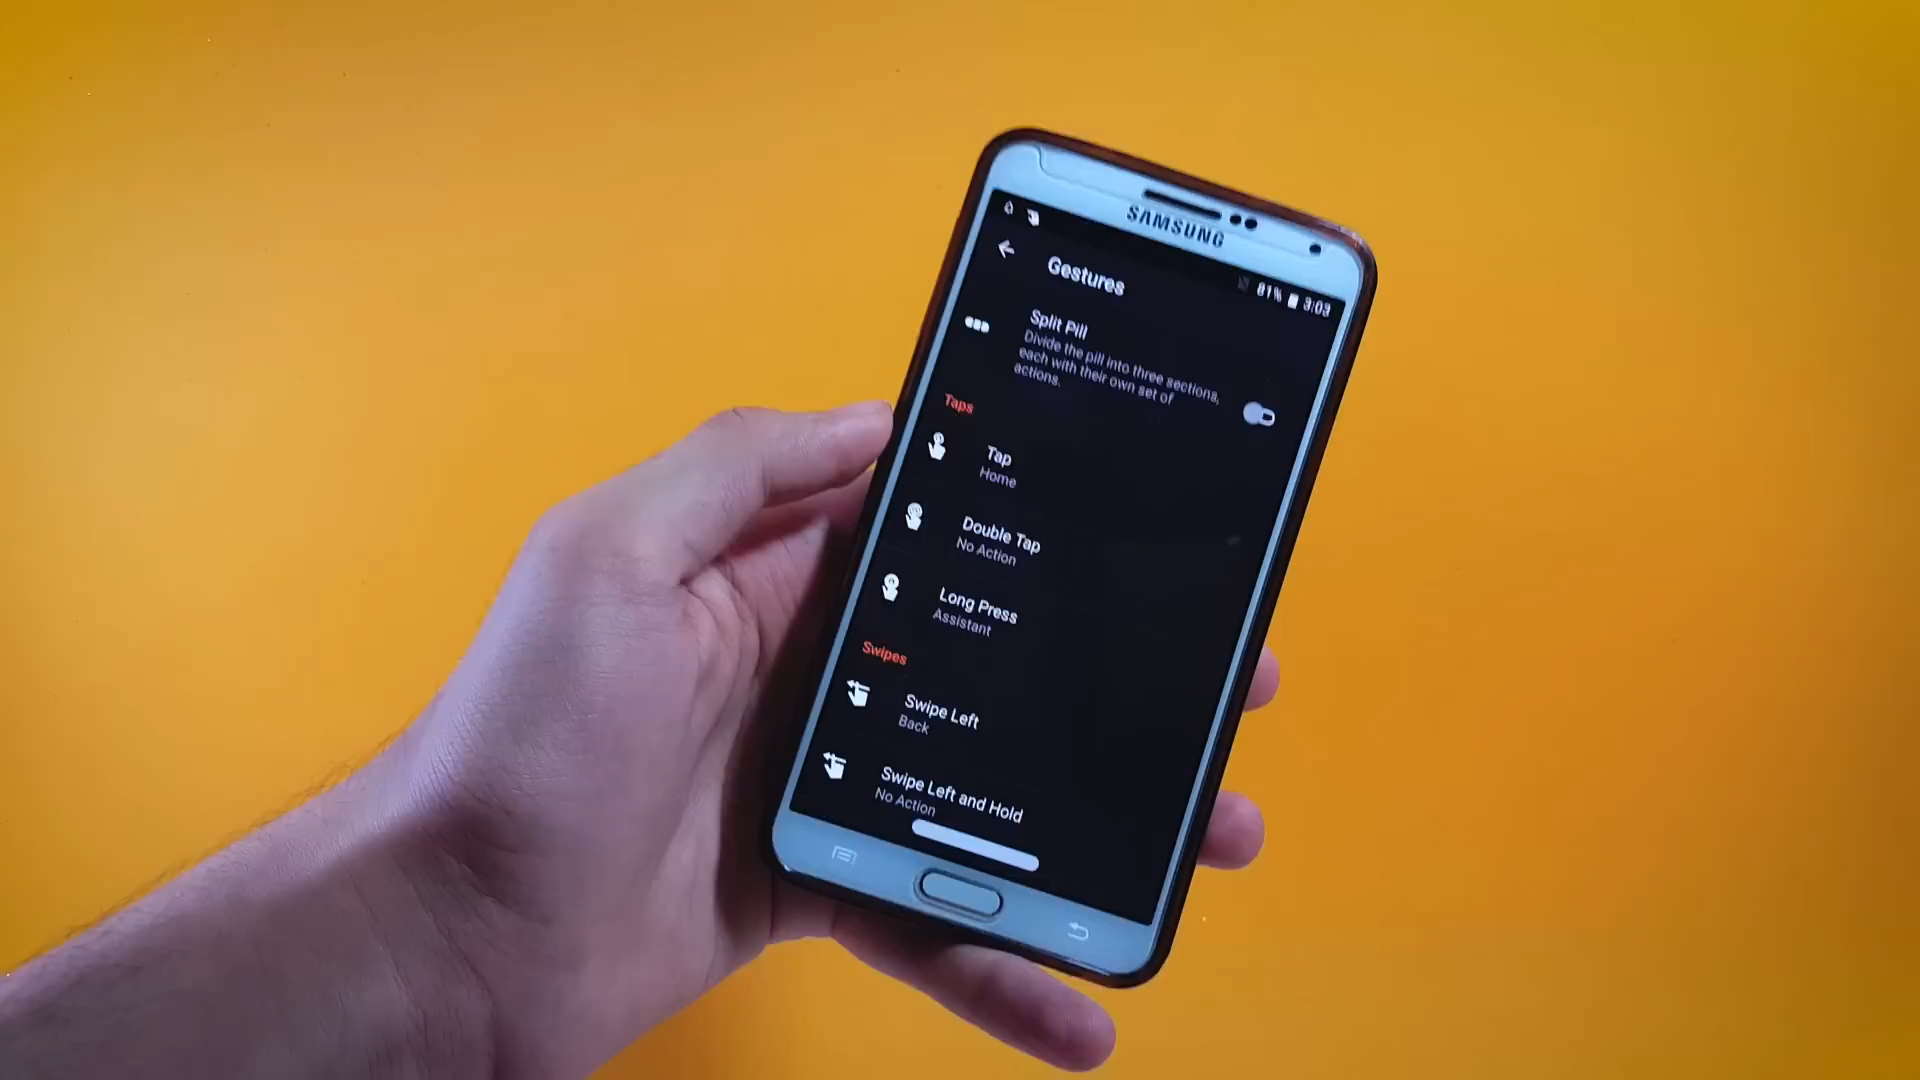 SAMSUNG
81% 3:03
Gestures
Split Pill
Divide the pill into three sections,
each with their own set of
actions.
Taps
Tap
Home
Double Tap
No Action
Long Press
Assistant
Swipes
Swipe Left
Back
Swipe Left and Hold
No Action